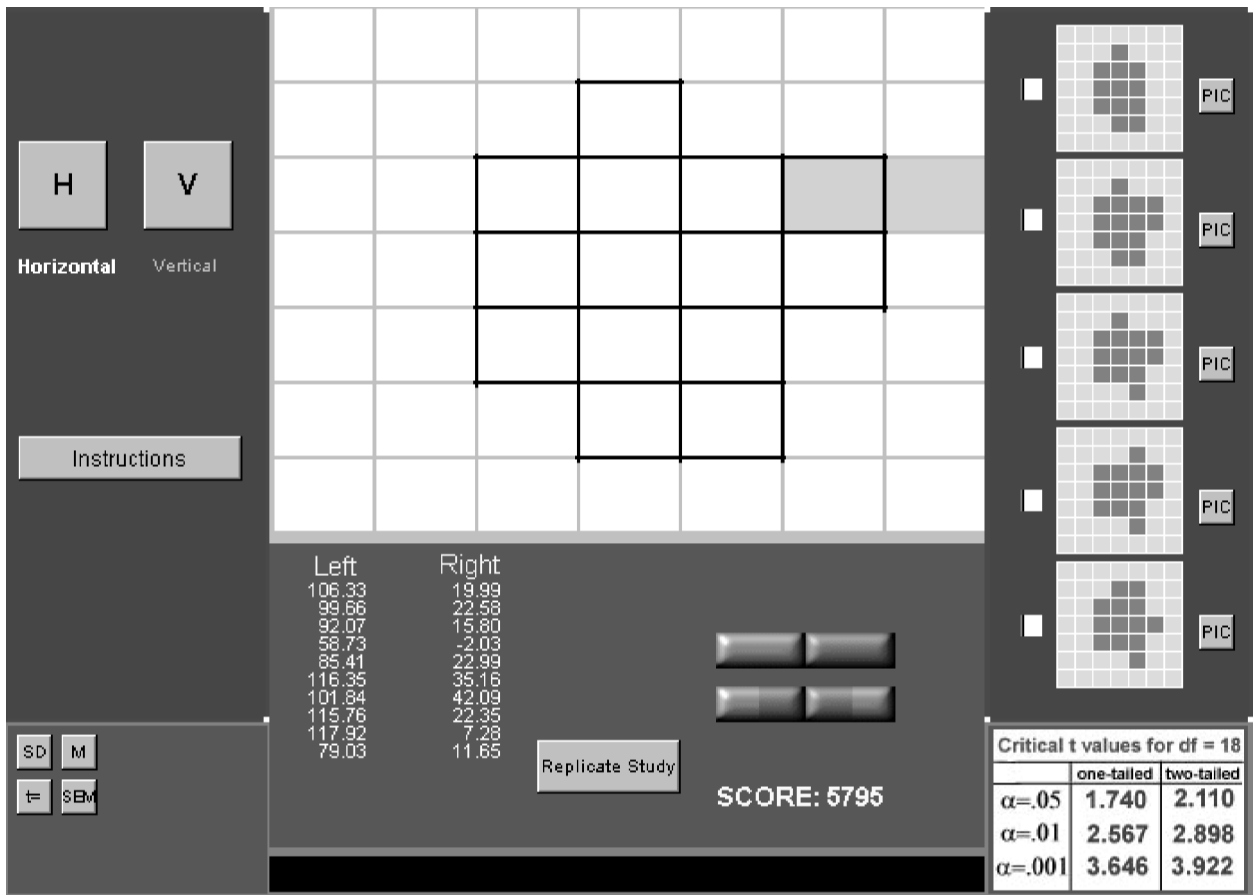 H
V
Horizontal
Vertical
Instructions
PIC
PIC
PIC
PIC
PIC
Left Right
106.33 19.99
99.66 22.58
92.07 15.80
58.73 -2.03
85.41 22.99
116.35 35.16
101.84 42.09
115.76 22.35
117.92 7.28
79.03 11.65
Replicate Study
SCORE: 5795
SD M
t= SEM
Critical t values for df = 18
one-tailed two-tailed
α=.05 1.740 2.110
α=.01 2.567 2.898
α=.001 3.646 3.922